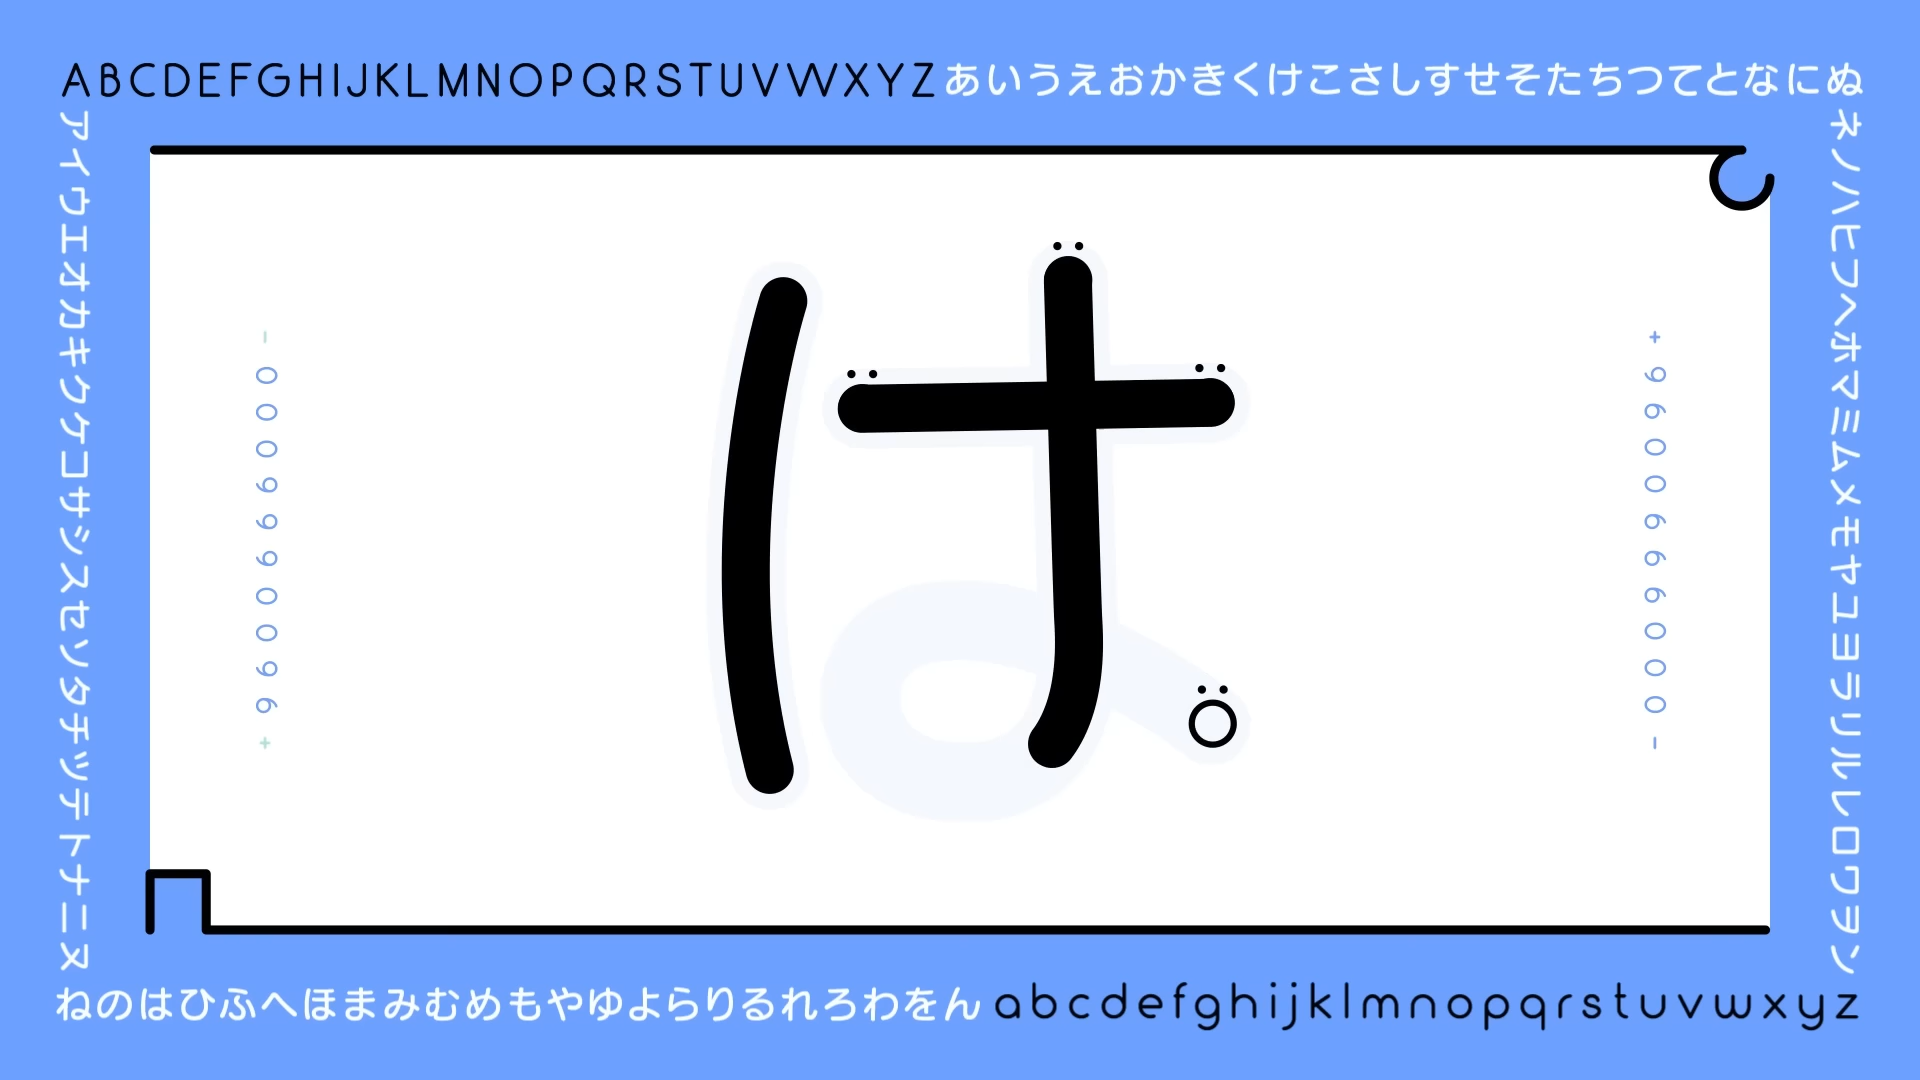 ABCDEFGHIJKLMNOPQRSTUVWXYZあいうえおかきくけこさしすせそたちつてとなにぬ
アイウエオカキクケコサシスセソタチツテトナニヌ
-0009990099+
は
+6600666000-
ネノハヒフヘホマミムメモヤユヨラリルレロワヲン
ねのはひふへほまみむめもやゆよらりるれろわをん abcdefghijklmnopqrstuvwxyz